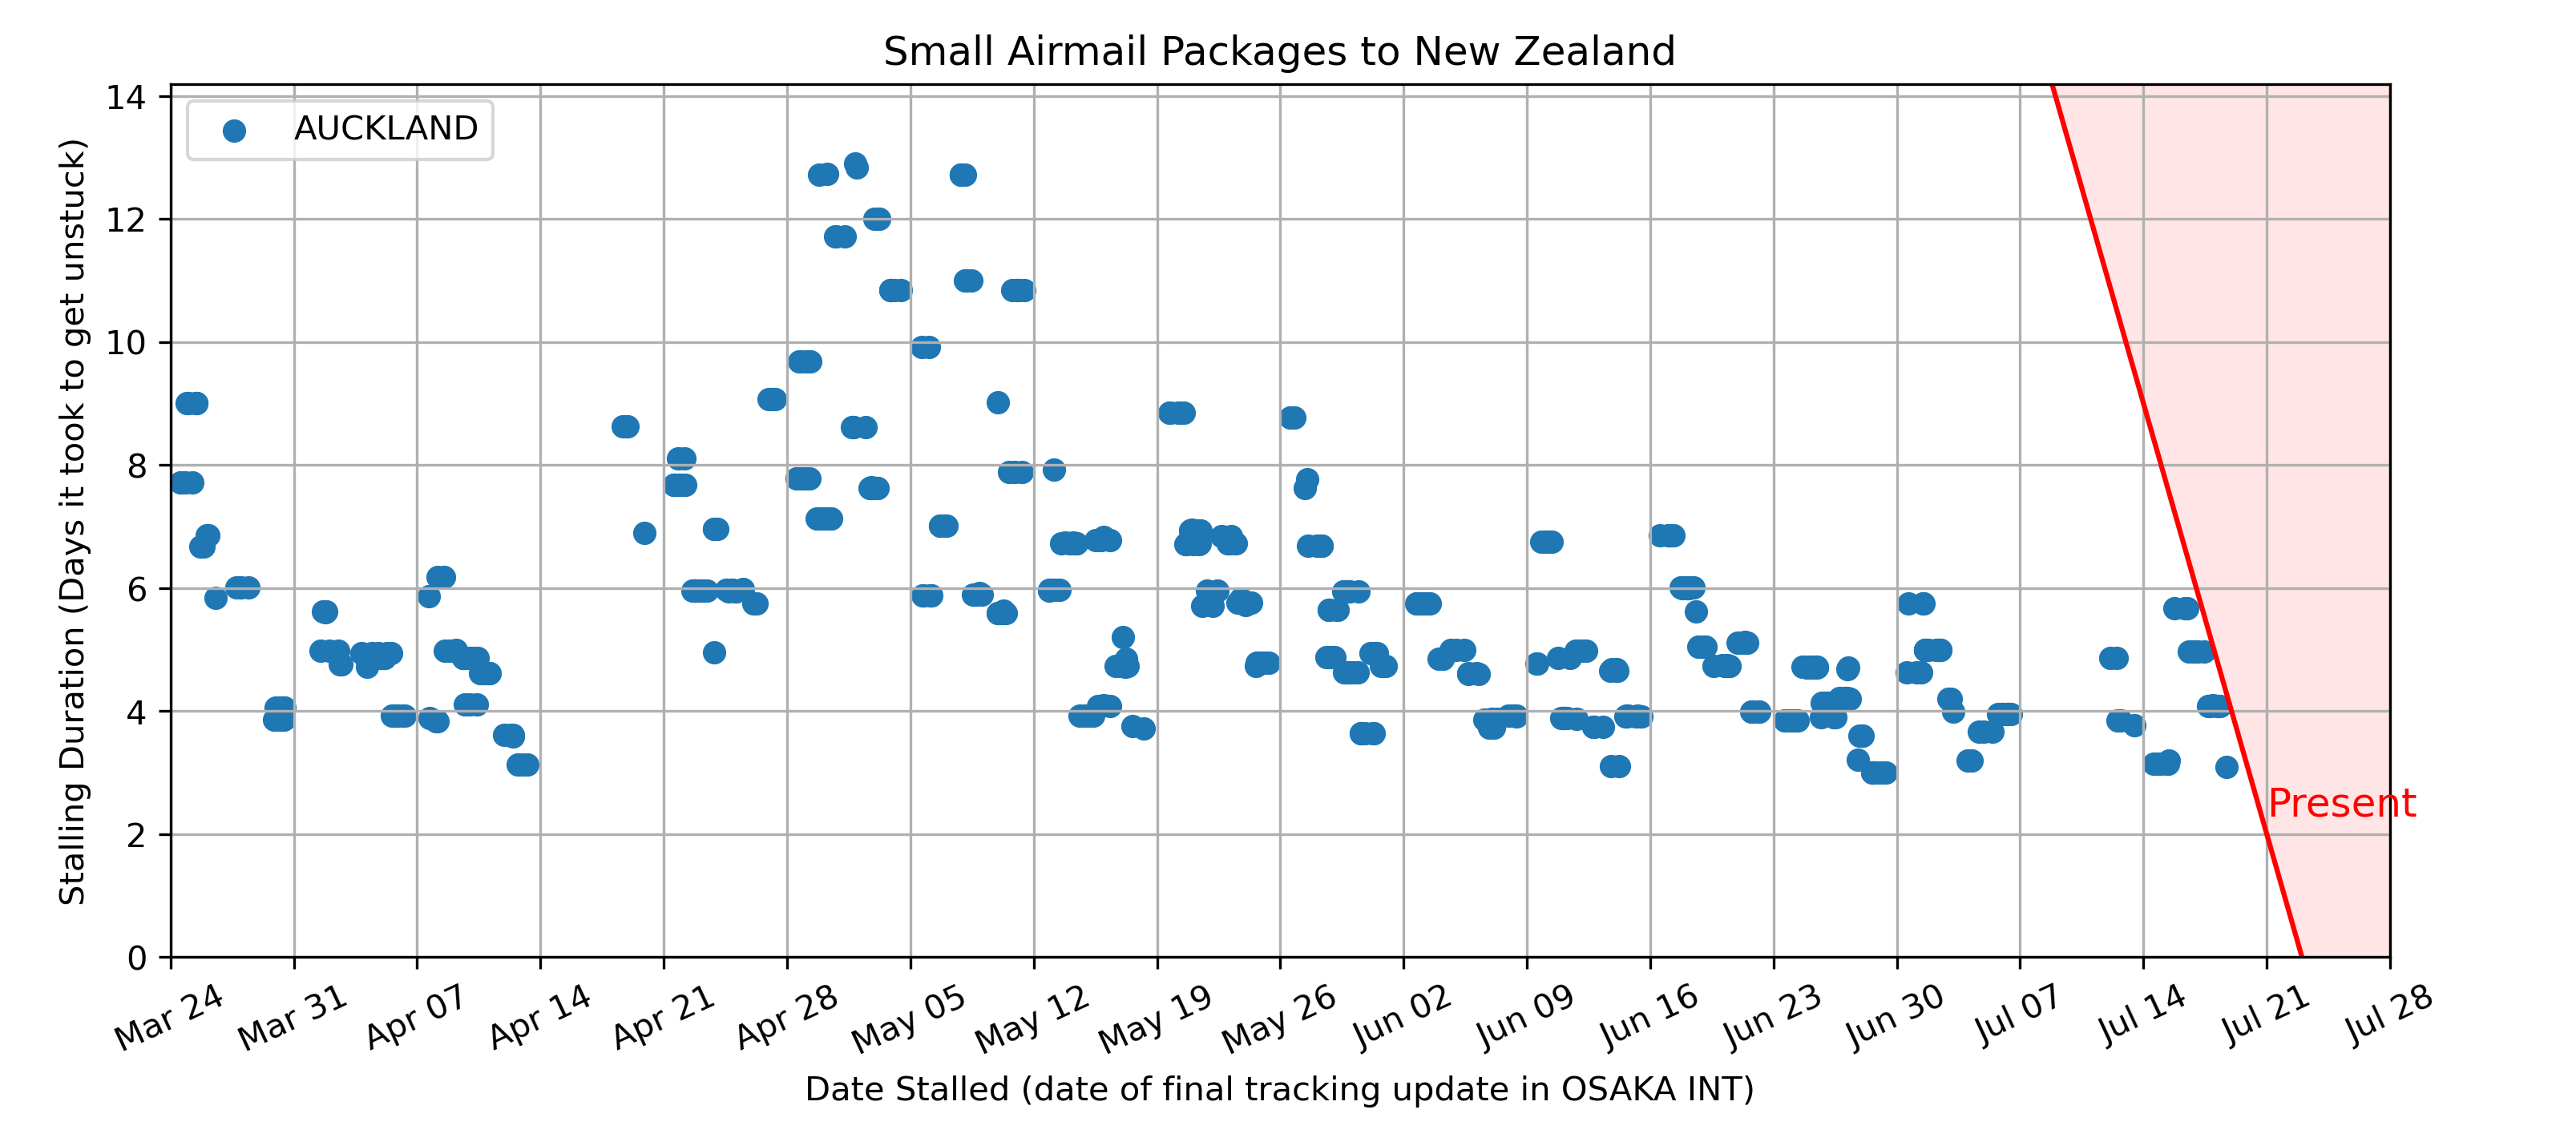 Small Airmail Packages to New Zealand
AUCKLAND
Stalling Duration (Days it took to get unstuck)
14
12
10
8
6
4
2
0
Present
Mar 24
Mar 31
Apr 07
Apr 14
Apr 21
Apr 28
May 05
May 12
May 19
May 26
Jun 02
Jun 09
Jun 16
Jun 23
Jun 30
Jul 07
Jul 14
Jul 21
Jul 28
Date Stalled (date of final tracking update in OSAKA INT)